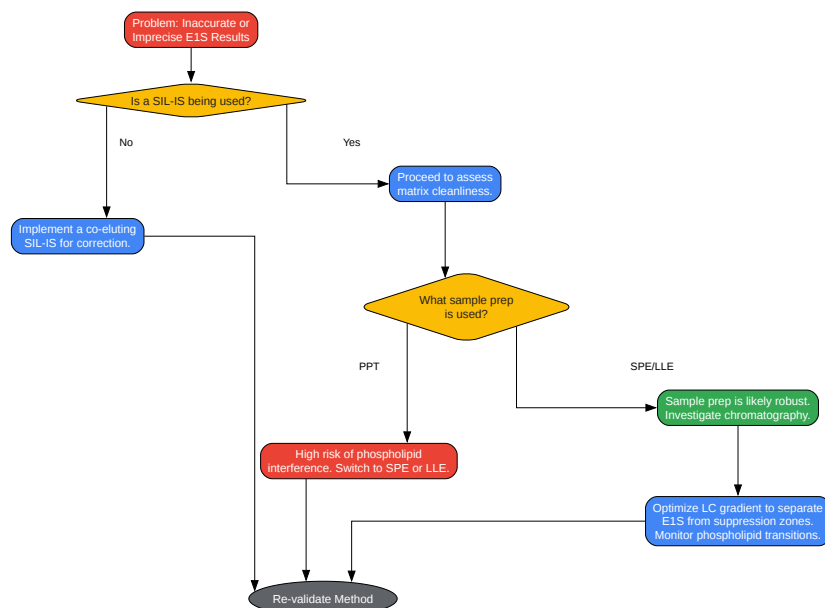 Problem: Inaccurate or
Imprecise E1S Results
Is a SIL-IS being used?
No
Yes
Proceed to assess
matrix cleanliness.
Implement a co-eluting
SIL-IS for correction.
What sample prep
is used?
PPT
SPE/LLE
Sample prep is likely robust.
Investigate chromatography.
High risk of phospholipid
interference. Switch to SPE or LLE.
Optimize LC gradient to separate
E1S from suppression zones.
Monitor phospholipid transitions.
Re-validate Method